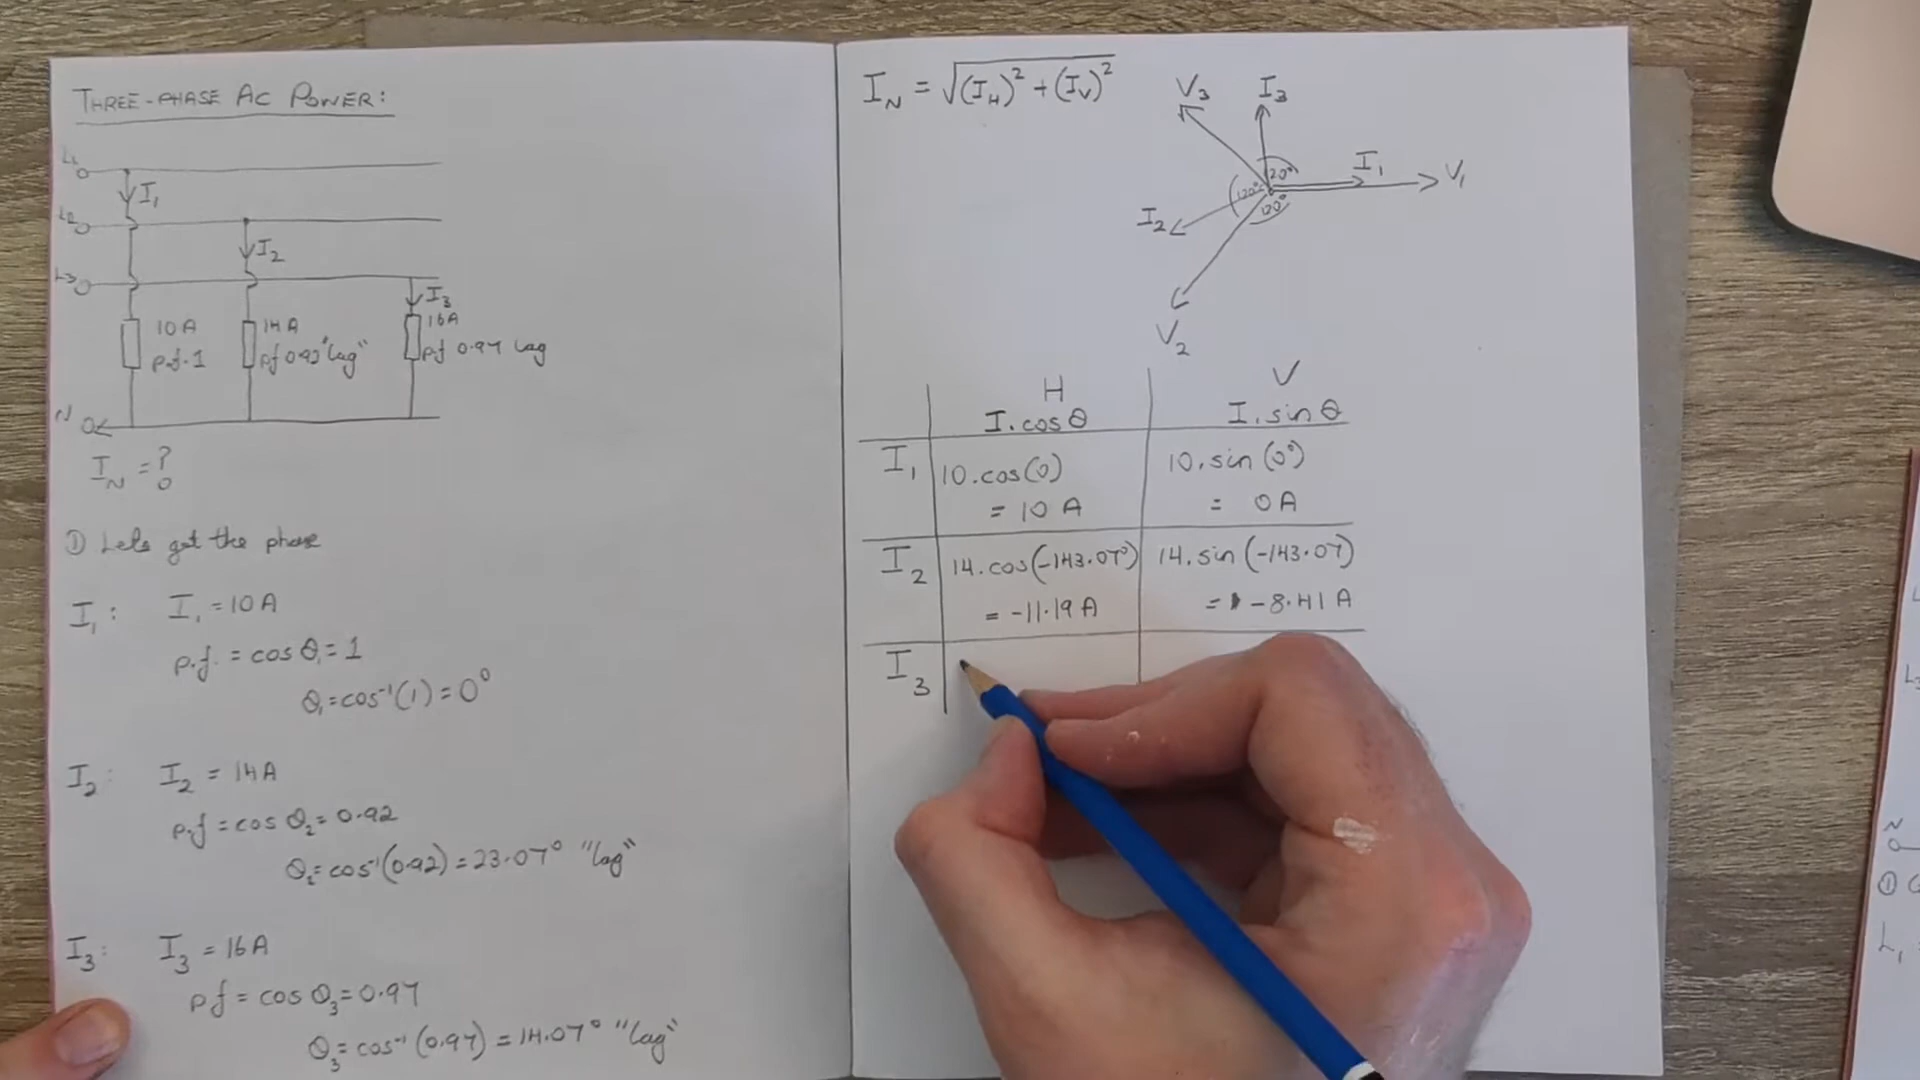 THREE-PHASE AC POWER:
L1
I1
L2
I2
L3
I3
10A
p.f. 1
14A
pf 0.92 "lag"
16A
pf 0.97 lag
N
IN = ?
① Lets get the phase
I1: I1 = 10A
p.f. = cos θ1 = 1
θ1 = cos⁻¹(1) = 0°
I2: I2 = 14A
p.f = cos θ2 = 0.92
θ2 = cos⁻¹(0.92) = 23.07° "lag"
I3: I3 = 16A
pf = cos θ3 = 0.97
θ3 = cos⁻¹(0.97) = 14.07° "lag"
IN = √(IH)² + (IV)²
V3
I3
I1
V1
I2
V2
120°
120°
120°
H
V
I.cos θ
I.sin θ
I1
10.cos(0)
= 10 A
10.sin(0°)
= 0A
I2
14.cos(-143.07°)
= -11.19 A
14.sin(-143.07)
= -8.41 A
I3
N
①
L1